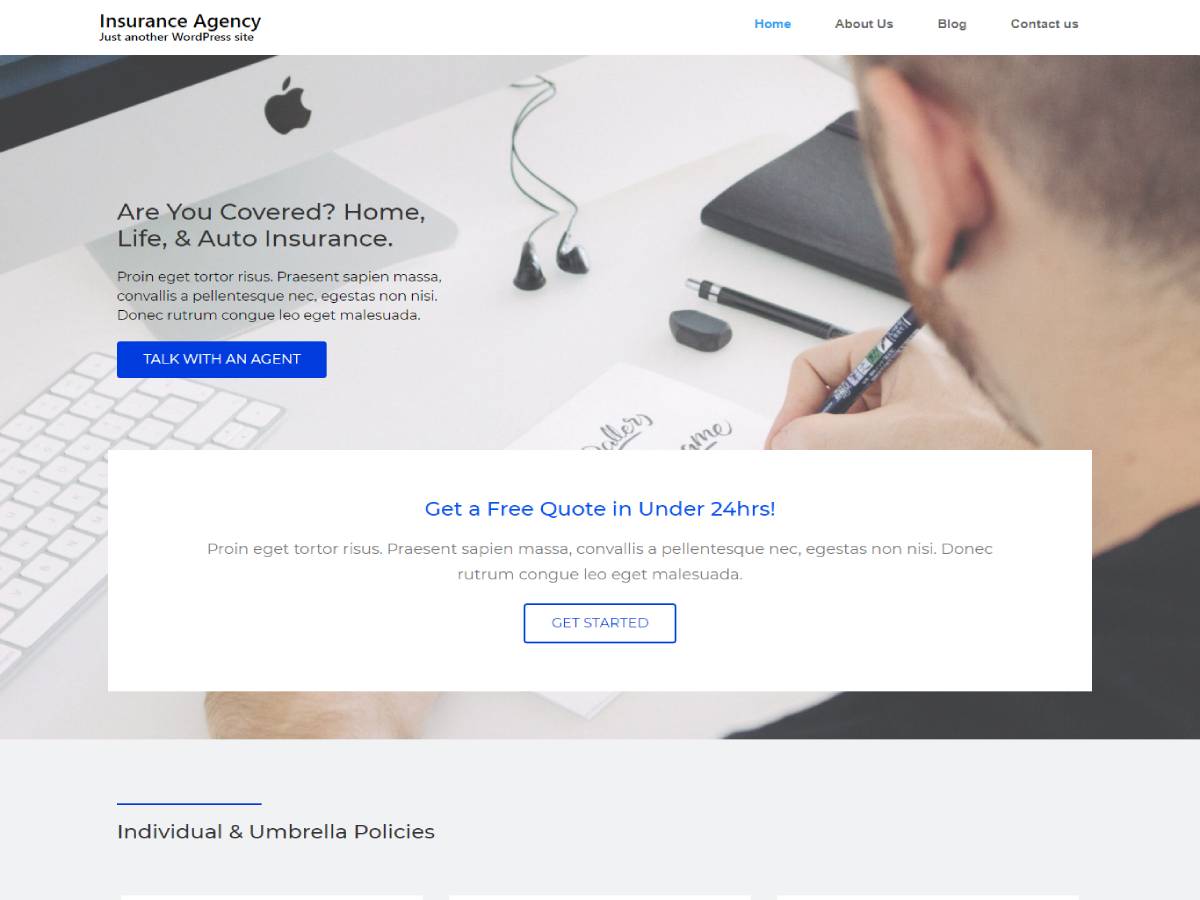 Insurance Agency
Just another WordPress site
Home About Us Blog Contact us
Are You Covered? Home,
Life, & Auto Insurance.
Proin eget tortor risus. Praesent sapien massa,
convallis a pellentesque nec, egestas non nisi.
Donec rutrum congue leo eget malesuada.
TALK WITH AN AGENT
Get a Free Quote in Under 24hrs!
Proin eget tortor risus. Praesent sapien massa, convallis a pellentesque nec, egestas non nisi. Donec
rutrum congue leo eget malesuada.
GET STARTED
Individual & Umbrella Policies